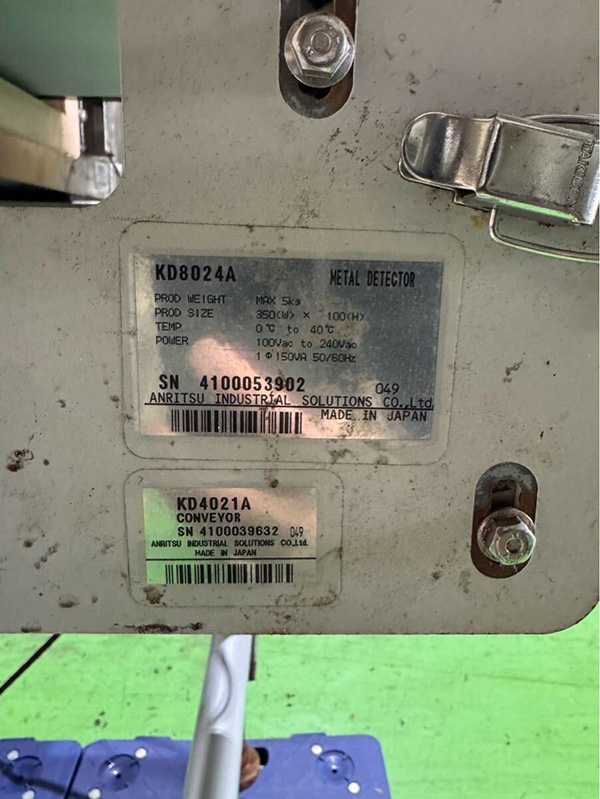 KD8024A METAL DETECTOR
PROD WEIGHT MAX 5kg
PROD SIZE 350(W) × 100(H)
TEMP 0℃ to 40℃
POWER 100Vac to 240Vac
1Φ150VA 50/60Hz
SN 4100053902 049
ANRITSU INDUSTRIAL SOLUTIONS CO.,Ltd.
MADE IN JAPAN
KD4021A
CONVEYOR
SN 4100039632 049
ANRITSU INDUSTRIAL SOLUTIONS CO.,Ltd.
MADE IN JAPAN